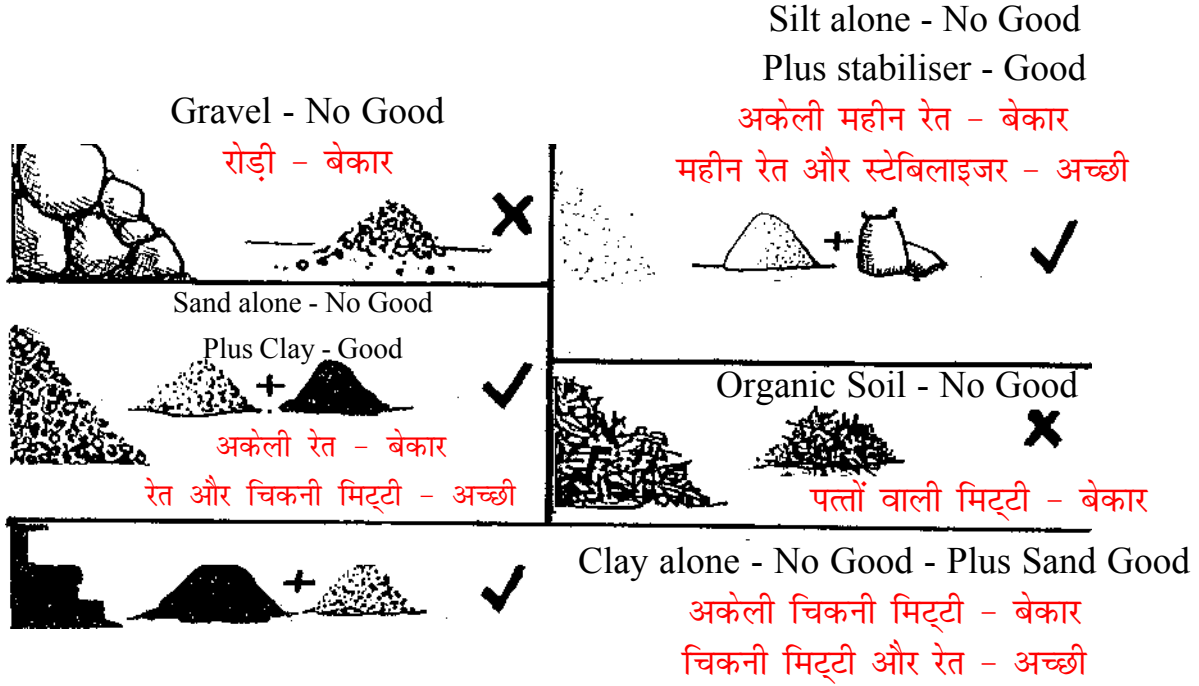 Gravel - No Good
रोड़ी - बेकार
Silt alone - No Good
Plus stabiliser - Good
अकेली महीन रेत - बेकार
महीन रेत और स्टेबिलाइजर - अच्छी
Sand alone - No Good
Plus Clay - Good
अकेली रेत - बेकार
रेत और चिकनी मिट्टी - अच्छी
Organic Soil - No Good
पत्तों वाली मिट्टी - बेकार
Clay alone - No Good - Plus Sand Good
अकेली चिकनी मिट्टी - बेकार
चिकनी मिट्टी और रेत - अच्छी